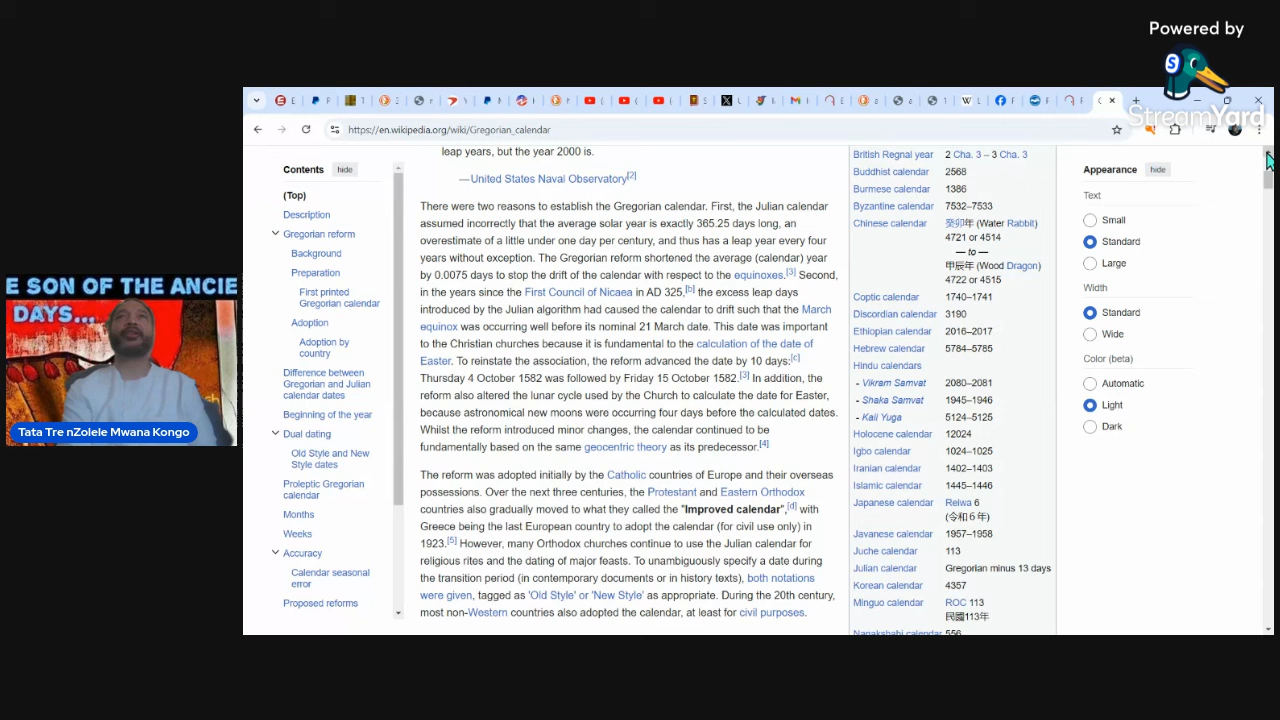 Powered by
StreamYard
https://en.wikipedia.org/wiki/Gregorian_calendar
E SON OF THE ANCIE
DAYS...
Tata Tre nZolele Mwana Kongo
Contents hide
(Top)
Description
Gregorian reform
Background
Preparation
First printed
Gregorian calendar
Adoption
Adoption by
country
Difference between
Gregorian and Julian
calendar dates
Beginning of the year
Dual dating
Old Style and New
Style dates
Proleptic Gregorian
calendar
Months
Weeks
Accuracy
Calendar seasonal
error
Proposed reforms
leap years, but the year 2000 is.
—United States Naval Observatory[2]
There were two reasons to establish the Gregorian calendar. First, the Julian calendar
assumed incorrectly that the average solar year is exactly 365.25 days long, an
overestimate of a little under one day per century, and thus has a leap year every four
years without exception. The Gregorian reform shortened the average (calendar) year
by 0.0075 days to stop the drift of the calendar with respect to the equinoxes.[3] Second,
in the years since the First Council of Nicaea in AD 325,[b] the excess leap days
introduced by the Julian algorithm had caused the calendar to drift such that the March
equinox was occurring well before its nominal 21 March date. This date was important
to the Christian churches because it is fundamental to the calculation of the date of
Easter. To reinstate the association, the reform advanced the date by 10 days:[c]
Thursday 4 October 1582 was followed by Friday 15 October 1582.[3] In addition, the
reform also altered the lunar cycle used by the Church to calculate the date for Easter,
because astronomical new moons were occurring four days before the calculated dates.
Whilst the reform introduced minor changes, the calendar continued to be
fundamentally based on the same geocentric theory as its predecessor.[4]
The reform was adopted initially by the Catholic countries of Europe and their overseas
possessions. Over the next three centuries, the Protestant and Eastern Orthodox
countries also gradually moved to what they called the "Improved calendar",[d] with
Greece being the last European country to adopt the calendar (for civil use only) in
1923.[5] However, many Orthodox churches continue to use the Julian calendar for
religious rites and the dating of major feasts. To unambiguously specify a date during
the transition period (in contemporary documents or in history texts), both notations
were given, tagged as 'Old Style' or 'New Style' as appropriate. During the 20th century,
most non-Western countries also adopted the calendar, at least for civil purposes.
British Regnal year 2 Cha. 3 – 3 Cha. 3
Buddhist calendar 2568
Burmese calendar 1386
Byzantine calendar 7532–7533
Chinese calendar 癸卯年 (Water Rabbit)
4721 or 4514
— to —
甲辰年 (Wood Dragon)
4722 or 4515
Coptic calendar 1740–1741
Discordian calendar 3190
Ethiopian calendar 2016–2017
Hebrew calendar 5784–5785
Hindu calendars
- Vikram Samvat 2080–2081
- Shaka Samvat 1945–1946
- Kali Yuga 5124–5125
Holocene calendar 12024
Igbo calendar 1024–1025
Iranian calendar 1402–1403
Islamic calendar 1445–1446
Japanese calendar Reiwa 6
(令和6年)
Javanese calendar 1957–1958
Juche calendar 113
Julian calendar Gregorian minus 13 days
Korean calendar 4357
Minguo calendar ROC 113
民國113年
Nanakshahi calendar 556
Appearance hide
Text
Small
Standard
Large
Width
Standard
Wide
Color (beta)
Automatic
Light
Dark